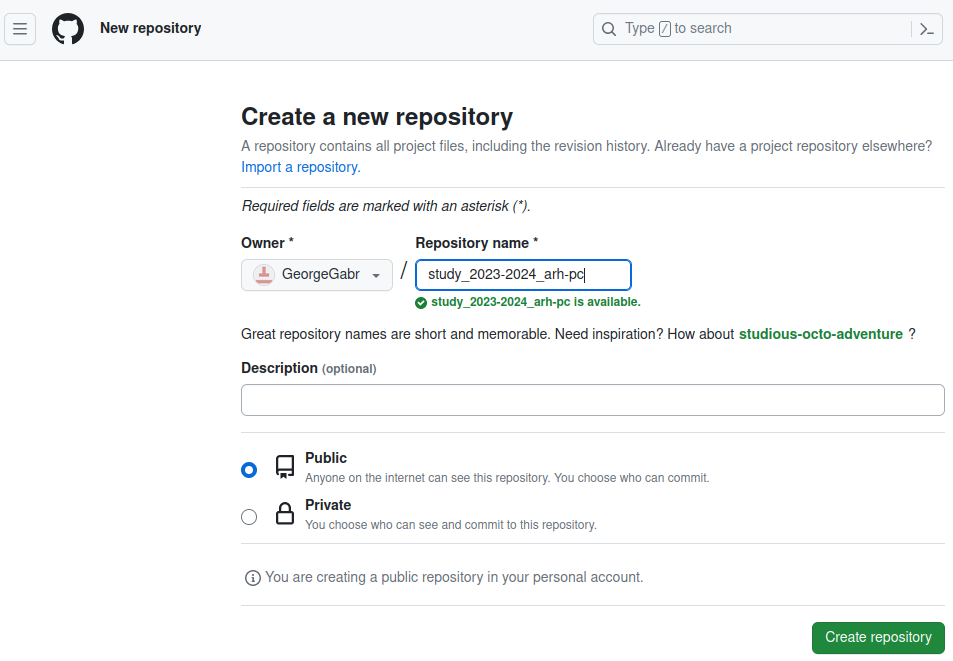 New repository
Type / to search
Create a new repository
A repository contains all project files, including the revision history. Already have a project repository elsewhere?
Import a repository.
Required fields are marked with an asterisk (*).
Owner * Repository name *
GeorgeGabr / study_2023-2024_arh-pc
study_2023-2024_arh-pc is available.
Great repository names are short and memorable. Need inspiration? How about studious-octo-adventure ?
Description (optional)
Public
Anyone on the internet can see this repository. You choose who can commit.
Private
You choose who can see and commit to this repository.
You are creating a public repository in your personal account.
Create repository